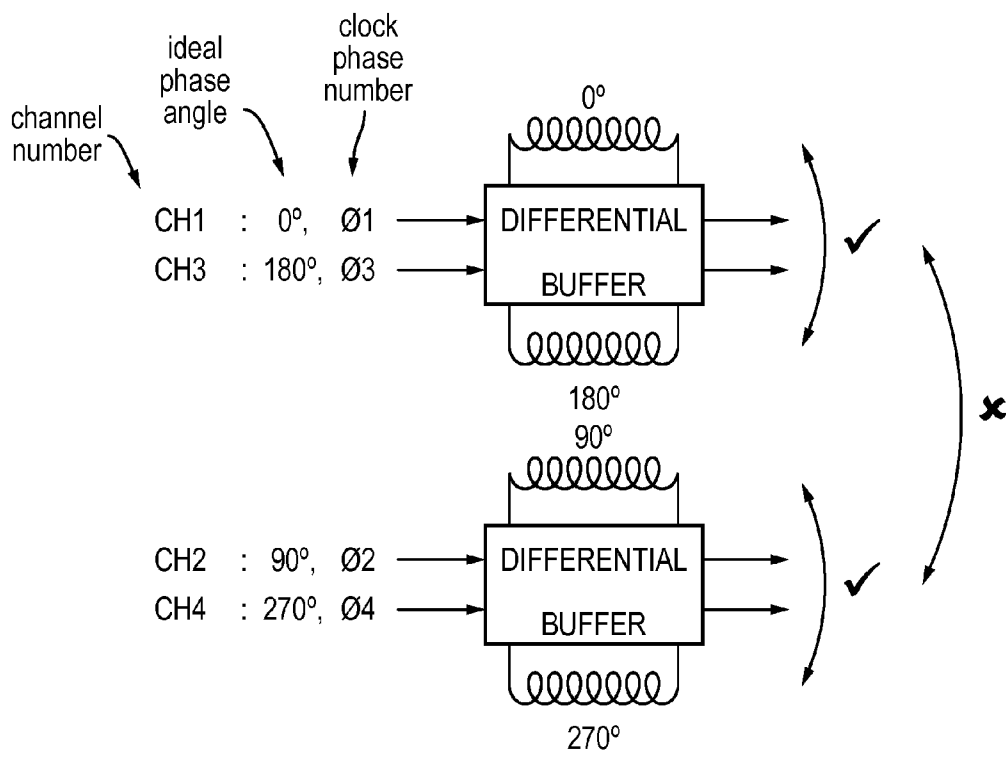 channel
number
ideal
phase
angle
clock
phase
number
0º
CH1 : 0º, Ø1
CH3 : 180º, Ø3
DIFFERENTIAL
BUFFER
180º
90º
CH2 : 90º, Ø2
CH4 : 270º, Ø4
DIFFERENTIAL
BUFFER
270º